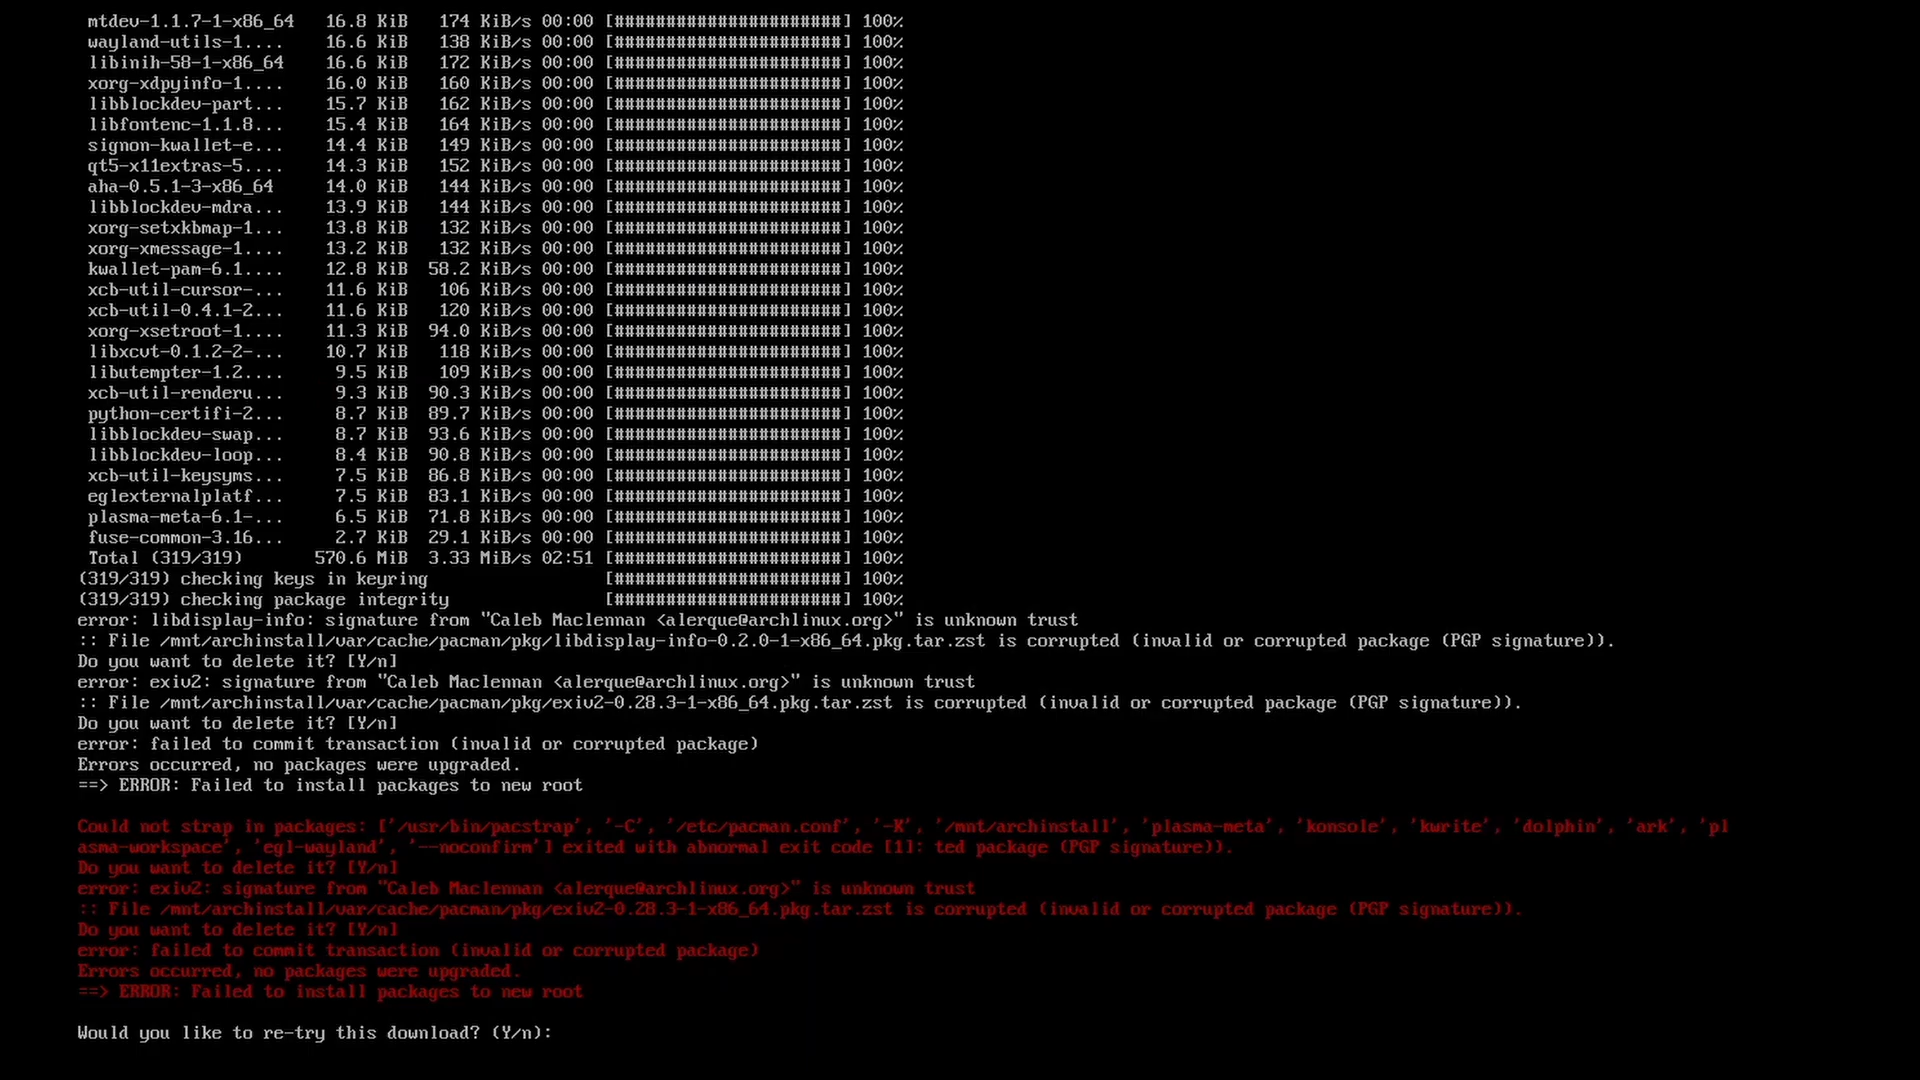 mtdev-1.1.7-1-x86_64 16.8 KiB 174 KiB/s 00:00 [######################] 100%
wayland-utils-1.... 16.6 KiB 138 KiB/s 00:00 [######################] 100%
libinih-58-1-x86_64 16.6 KiB 172 KiB/s 00:00 [######################] 100%
xorg-xdpyinfo-1.... 16.0 KiB 160 KiB/s 00:00 [######################] 100%
libblockdev-part... 15.7 KiB 162 KiB/s 00:00 [######################] 100%
libfontenc-1.1.8... 15.4 KiB 164 KiB/s 00:00 [######################] 100%
signon-kwallet-e... 14.4 KiB 149 KiB/s 00:00 [######################] 100%
qt5-x11extras-5.... 14.3 KiB 152 KiB/s 00:00 [######################] 100%
aha-0.5.1-3-x86_64 14.0 KiB 144 KiB/s 00:00 [######################] 100%
libblockdev-mdra... 13.9 KiB 144 KiB/s 00:00 [######################] 100%
xorg-setxkbmap-1... 13.8 KiB 132 KiB/s 00:00 [######################] 100%
xorg-xmessage-1.... 13.2 KiB 132 KiB/s 00:00 [######################] 100%
kwallet-pam-6.1.... 12.8 KiB 58.2 KiB/s 00:00 [######################] 100%
xcb-util-cursor-... 11.6 KiB 106 KiB/s 00:00 [######################] 100%
xcb-util-0.4.1-2... 11.6 KiB 120 KiB/s 00:00 [######################] 100%
xorg-xsetroot-1.... 11.3 KiB 94.0 KiB/s 00:00 [######################] 100%
libxcvt-0.1.2-2-... 10.7 KiB 118 KiB/s 00:00 [######################] 100%
libutempter-1.2.... 9.5 KiB 109 KiB/s 00:00 [######################] 100%
xcb-util-renderu... 9.3 KiB 90.3 KiB/s 00:00 [######################] 100%
python-certifi-2... 8.7 KiB 89.7 KiB/s 00:00 [######################] 100%
libblockdev-swap... 8.7 KiB 93.6 KiB/s 00:00 [######################] 100%
libblockdev-loop... 8.4 KiB 90.8 KiB/s 00:00 [######################] 100%
xcb-util-keysyms... 7.5 KiB 86.8 KiB/s 00:00 [######################] 100%
eglexternalplatf... 7.5 KiB 83.1 KiB/s 00:00 [######################] 100%
plasma-meta-6.1-... 6.5 KiB 71.8 KiB/s 00:00 [######################] 100%
fuse-common-3.16... 2.7 KiB 29.1 KiB/s 00:00 [######################] 100%
Total (319/319) 570.6 MiB 3.33 MiB/s 02:51 [######################] 100%
(319/319) checking keys in keyring [######################] 100%
(319/319) checking package integrity [######################] 100%
error: libdisplay-info: signature from "Caleb Maclennan <alerque@archlinux.org>" is unknown trust
:: File /mnt/archinstall/var/cache/pacman/pkg/libdisplay-info-0.2.0-1-x86_64.pkg.tar.zst is corrupted (invalid or corrupted package (PGP signature)).
Do you want to delete it? [Y/n]
error: exiv2: signature from "Caleb Maclennan <alerque@archlinux.org>" is unknown trust
:: File /mnt/archinstall/var/cache/pacman/pkg/exiv2-0.28.3-1-x86_64.pkg.tar.zst is corrupted (invalid or corrupted package (PGP signature)).
Do you want to delete it? [Y/n]
error: failed to commit transaction (invalid or corrupted package)
Errors occurred, no packages were upgraded.
==> ERROR: Failed to install packages to new root
Could not strap in packages: ['/usr/bin/pacstrap', '-C', '/etc/pacman.conf', '-K', '/mnt/archinstall', 'plasma-meta', 'konsole', 'kwrite', 'dolphin', 'ark', 'pl
asma-workspace', 'egl-wayland', '--noconfirm'] exited with abnormal exit code [1]: ted package (PGP signature)).
Do you want to delete it? [Y/n]
error: exiv2: signature from "Caleb Maclennan <alerque@archlinux.org>" is unknown trust
:: File /mnt/archinstall/var/cache/pacman/pkg/exiv2-0.28.3-1-x86_64.pkg.tar.zst is corrupted (invalid or corrupted package (PGP signature)).
Do you want to delete it? [Y/n]
error: failed to commit transaction (invalid or corrupted package)
Errors occurred, no packages were upgraded.
==> ERROR: Failed to install packages to new root
Would you like to re-try this download? (Y/n):